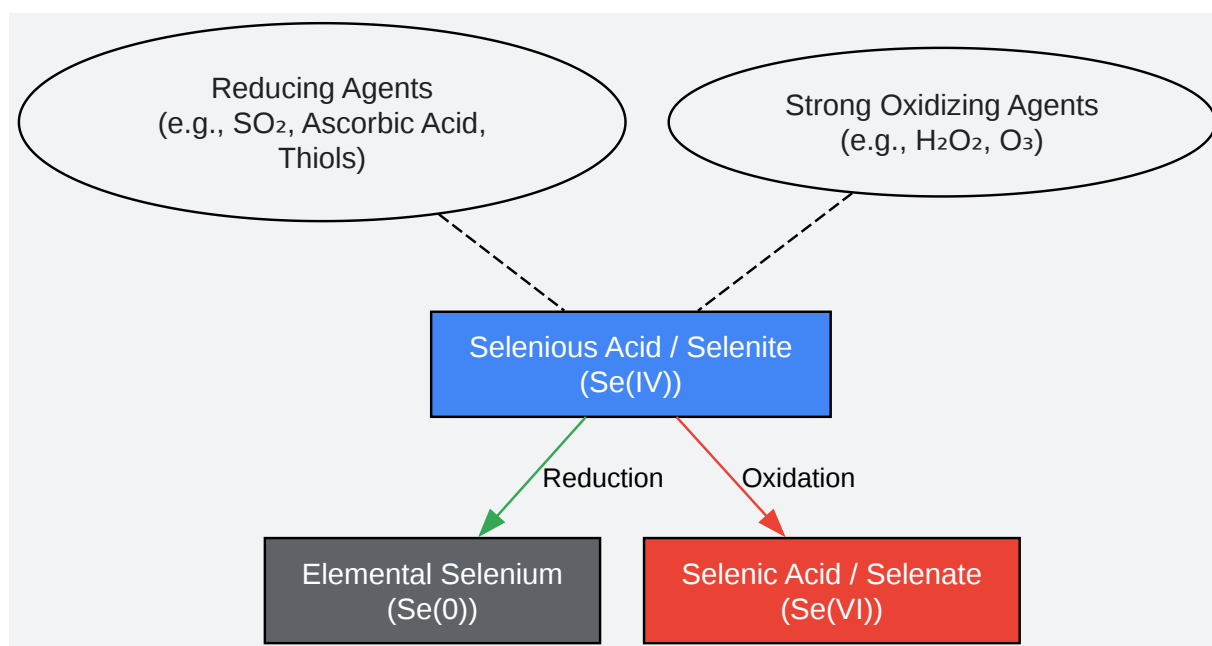 Reducing Agents
(e.g., SO₂, Ascorbic Acid,
Thiols)
Strong Oxidizing Agents
(e.g., H₂O₂, O₃)
Selenious Acid / Selenite
(Se(IV))
Reduction
Oxidation
Elemental Selenium
(Se(0))
Selenic Acid / Selenate
(Se(VI))